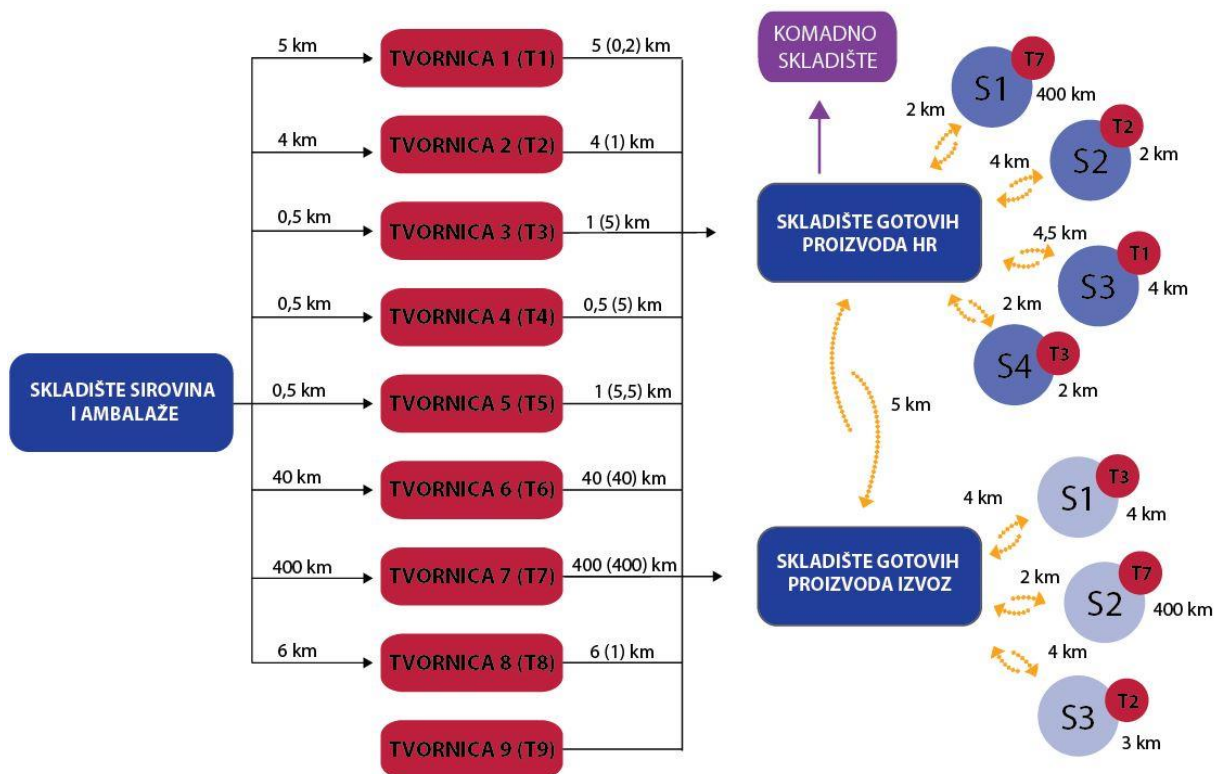 5 km
TVORNICA 1 (T1)
5 (0,2) km
4 km
TVORNICA 2 (T2)
4 (1) km
0,5 km
TVORNICA 3 (T3)
1 (5) km
0,5 km
TVORNICA 4 (T4)
0,5 (5) km
SKLADIŠTE SIROVINA
I AMBALAŽE
0,5 km
TVORNICA 5 (T5)
1 (5,5) km
40 km
TVORNICA 6 (T6)
40 (40) km
400 km
TVORNICA 7 (T7)
400 (400) km
6 km
TVORNICA 8 (T8)
6 (1) km
TVORNICA 9 (T9)
KOMADNO
SKLADIŠTE
SKLADIŠTE GOTOVIH
PROIZVODA HR
2 km
S1
T7
400 km
4 km
S2
T2
2 km
4,5 km
S3
T1
4 km
2 km
S4
T3
2 km
5 km
SKLADIŠTE GOTOVIH
PROIZVODA IZVOZ
4 km
S1
T3
4 km
2 km
S2
T7
400 km
4 km
S3
T2
3 km